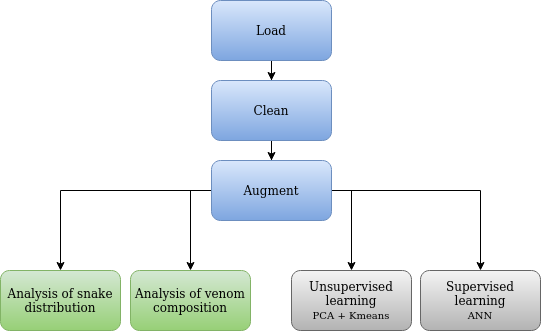 Load
Clean
Augment
Analysis of snake
distribution
Analysis of venom
composition
Unsupervised
learning
PCA + Kmeans
Supervised
learning
ANN